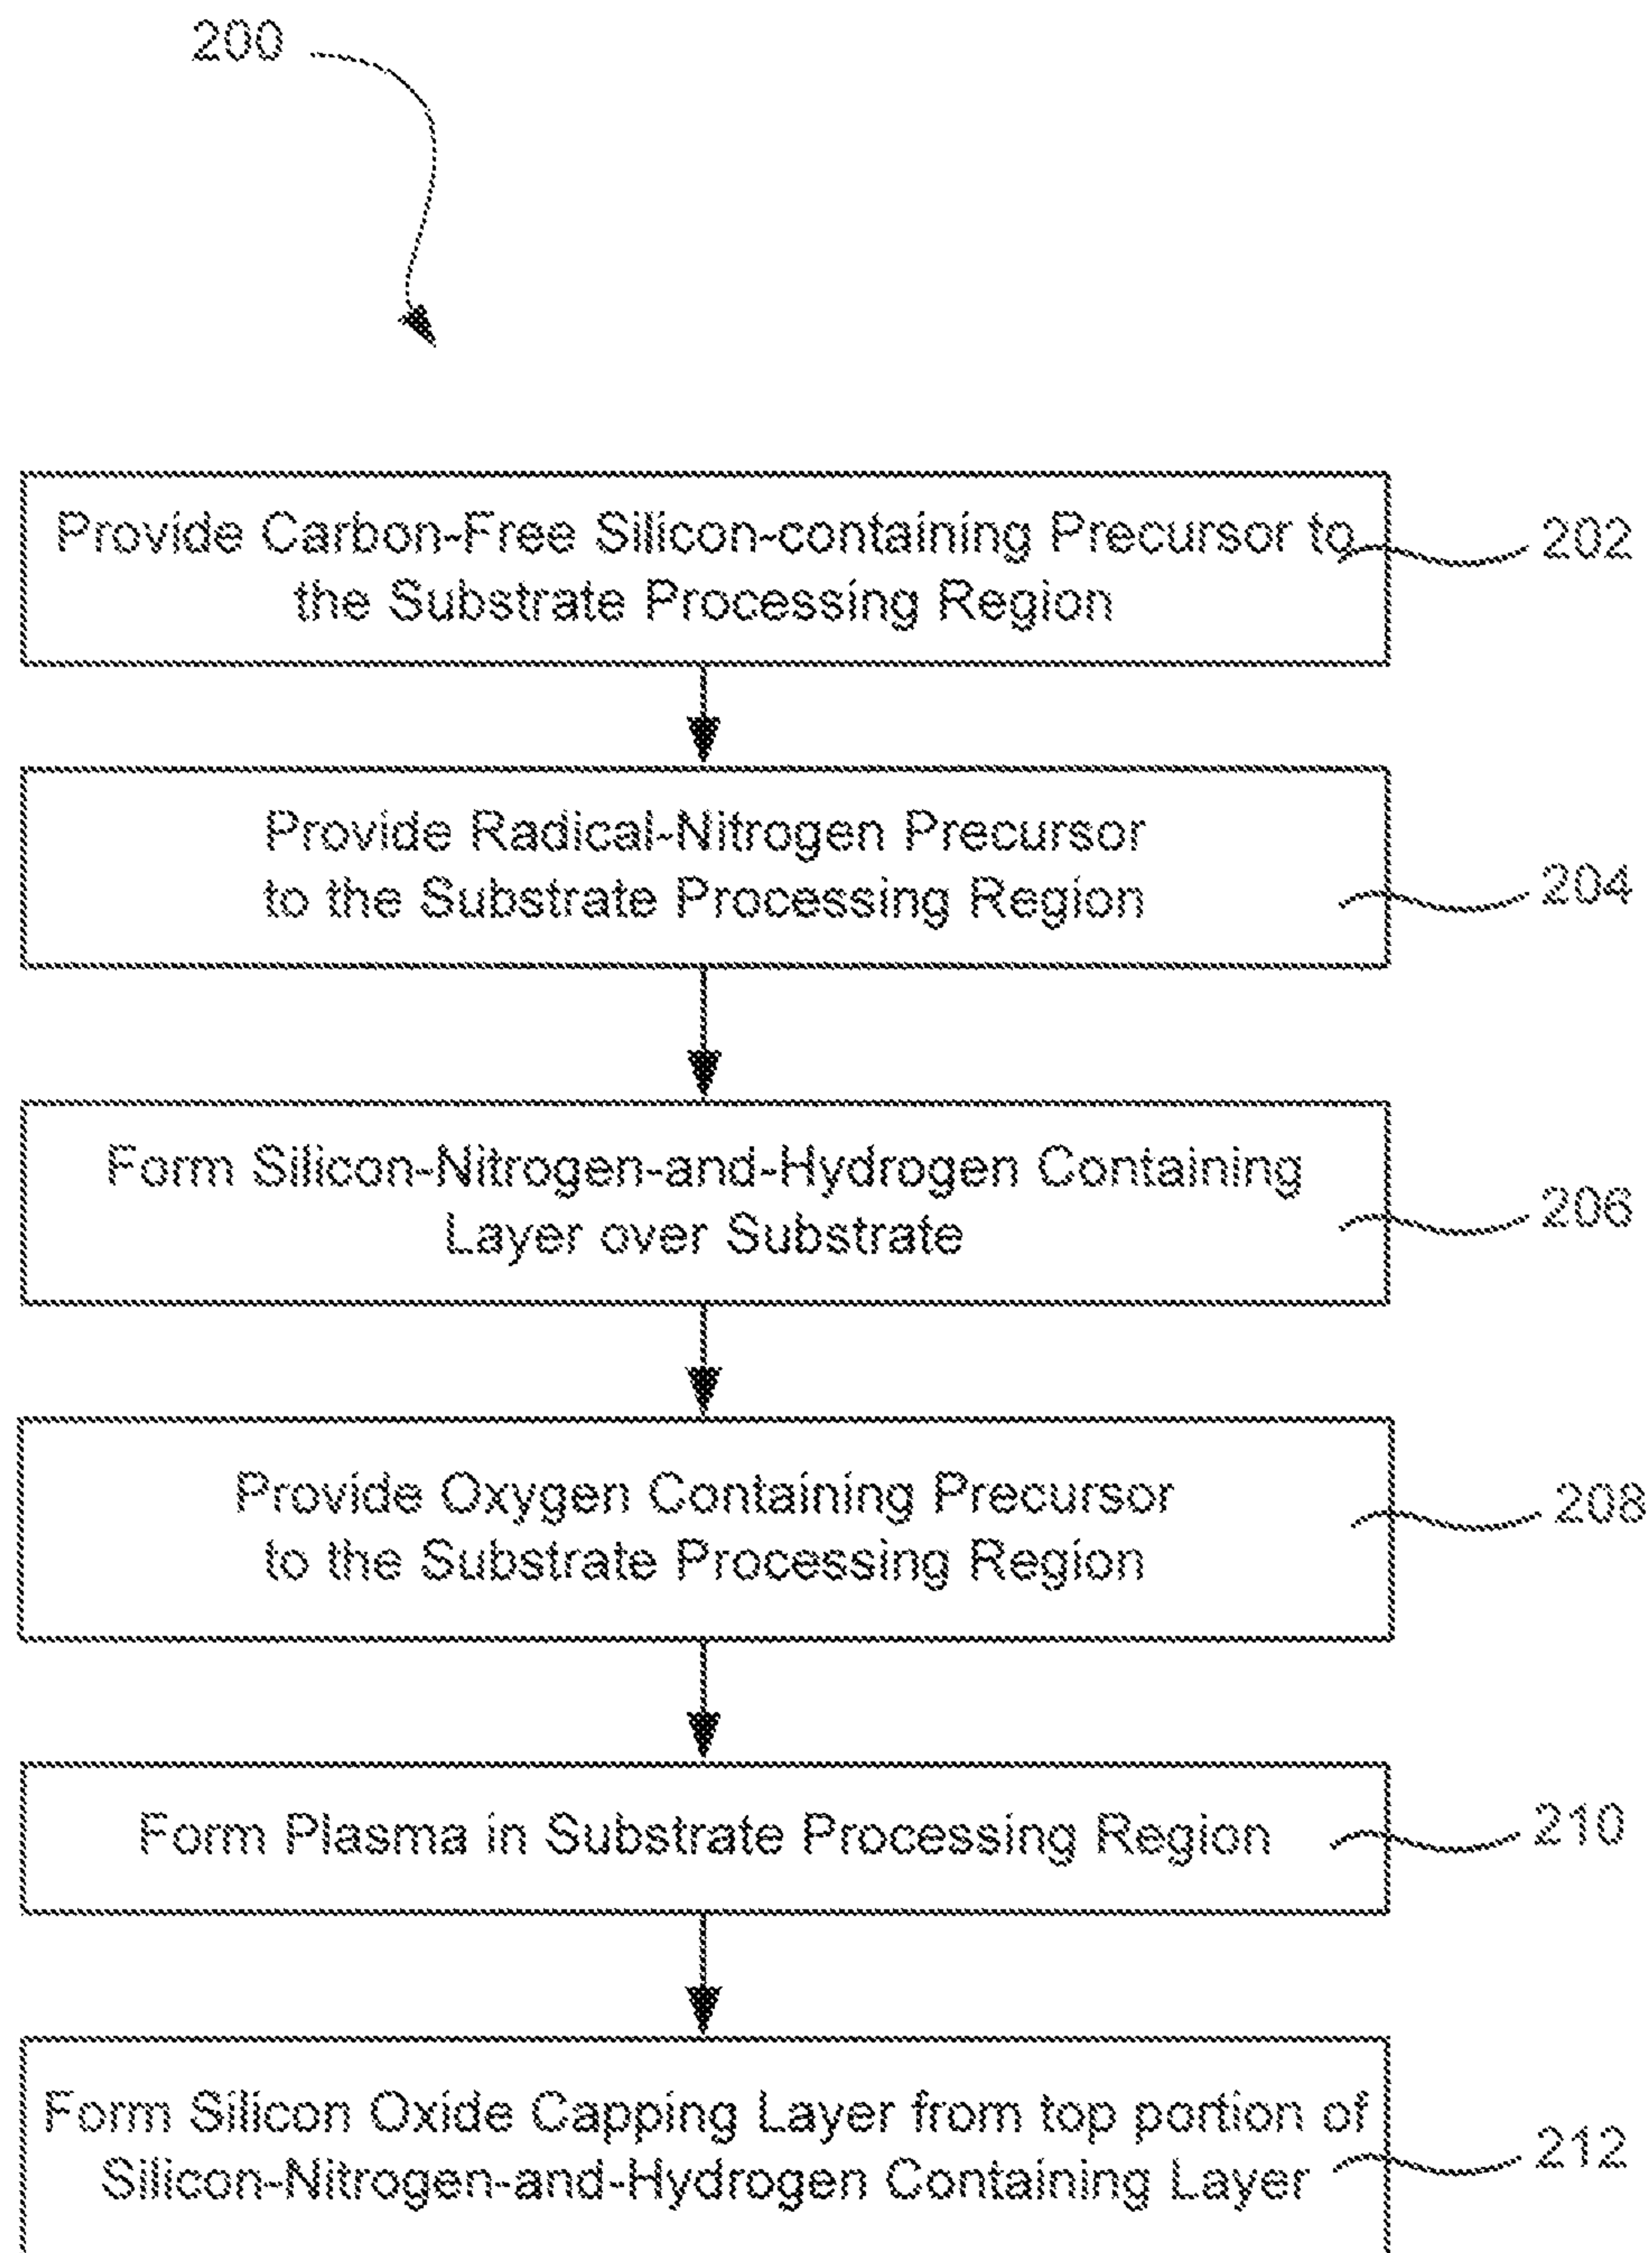 200
Provide Carbon-Free Silicon-containing Precursor to
the Substrate Processing Region
202
Provide Radical-Nitrogen Precursor
to the Substrate Processing Region
204
Form Silicon-Nitrogen-and-Hydrogen Containing
Layer over Substrate
206
Provide Oxygen Containing Precursor
to the Substrate Processing Region
208
Form Plasma in Substrate Processing Region
210
Form Silicon Oxide Capping Layer from top portion of
Silicon-Nitrogen-and-Hydrogen Containing Layer
212